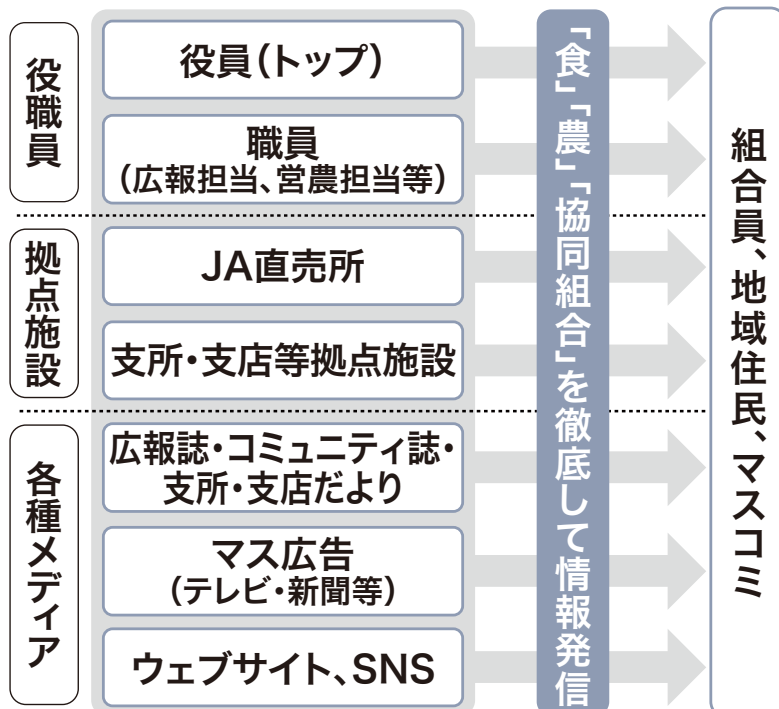 役職員
役員(トップ)
職員
(広報担当、営農担当等)
拠点施設
JA直売所
支所・支店等拠点施設
各種メディア
広報誌・コミュニティ誌・
支所・支店だより
マス広告
(テレビ・新聞等)
ウェブサイト、SNS
「食」「農」「協同組合」を徹底して情報発信
組合員、地域住民、マスコミ